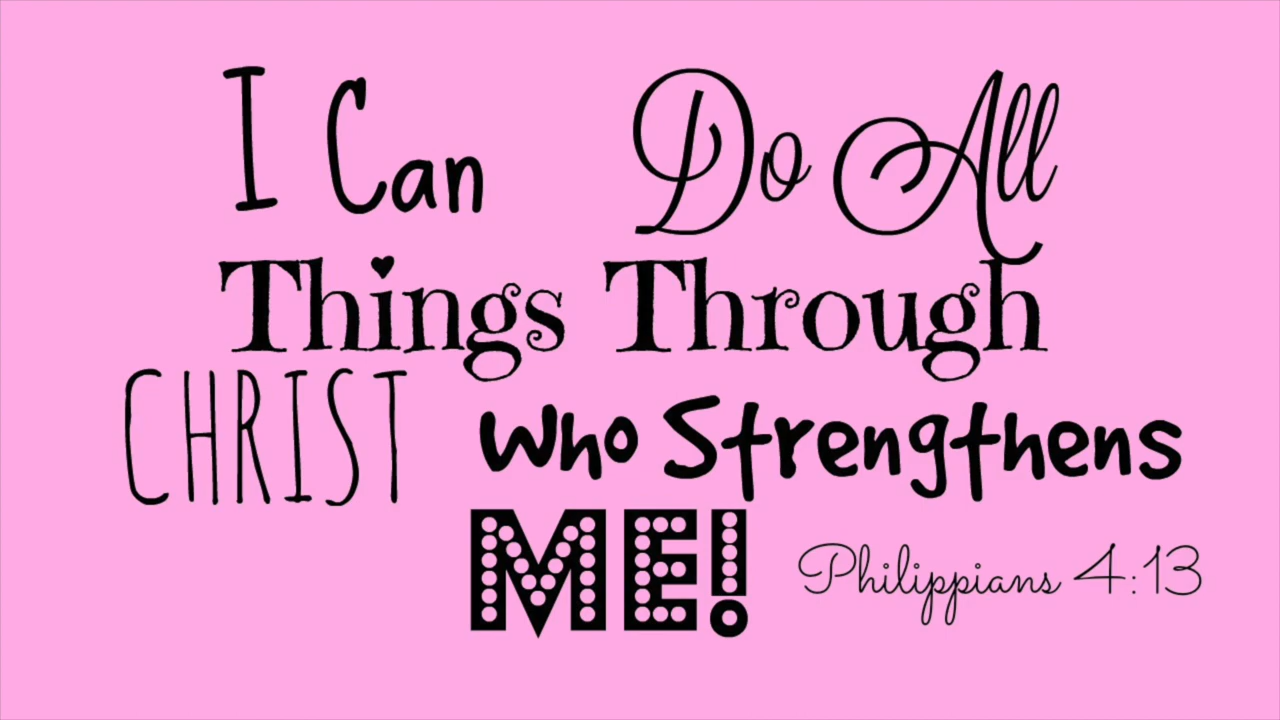 I Can Do All
Things Through
CHRIST Who Strengthens
ME! Philippians 4:13